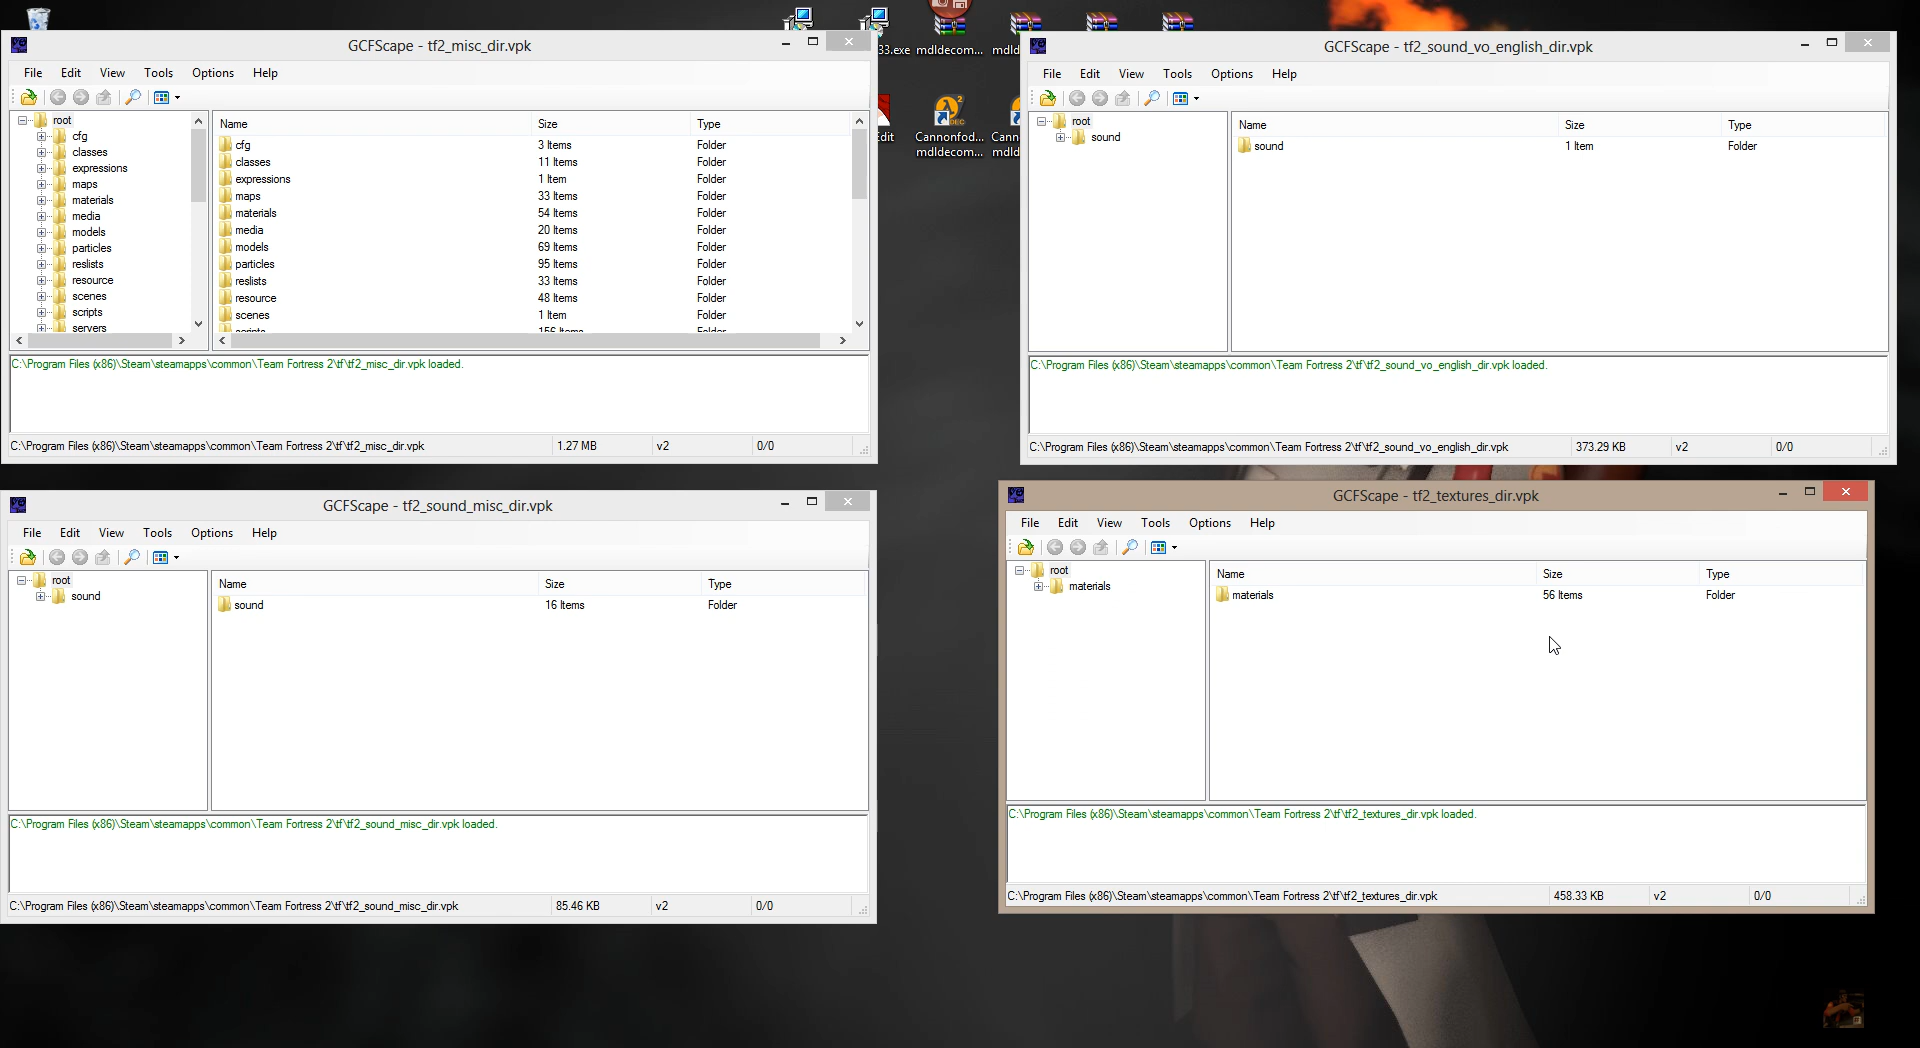 GCFScape - tf2_misc_dir.vpk
File Edit View Tools Options Help
root
cfg
classes
expressions
maps
materials
media
models
particles
reslists
resource
scenes
scripts
servers
Name Size Type
cfg 3 Items Folder
classes 11 Items Folder
expressions 1 Item Folder
maps 33 Items Folder
materials 54 Items Folder
media 20 Items Folder
models 69 Items Folder
particles 95 Items Folder
reslists 33 Items Folder
resource 48 Items Folder
scenes 1 Item Folder
scripts 156 Items Folder
C:\Program Files (x86)\Steam\steamapps\common\Team Fortress 2\tf\tf2_misc_dir.vpk loaded.
C:\Program Files (x86)\Steam\steamapps\common\Team Fortress 2\tf\tf2_misc_dir.vpk 1.27 MB v2 0/0
33.exe mdldecom... mdld
Edit Cannonfod... Cann
mdldecom... mdld
GCFScape - tf2_sound_vo_english_dir.vpk
File Edit View Tools Options Help
root
sound
Name Size Type
sound 1 Item Folder
C:\Program Files (x86)\Steam\steamapps\common\Team Fortress 2\tf\tf2_sound_vo_english_dir.vpk loaded.
C:\Program Files (x86)\Steam\steamapps\common\Team Fortress 2\tf\tf2_sound_vo_english_dir.vpk 373.29 KB v2 0/0
GCFScape - tf2_sound_misc_dir.vpk
File Edit View Tools Options Help
root
sound
Name Size Type
sound 16 Items Folder
C:\Program Files (x86)\Steam\steamapps\common\Team Fortress 2\tf\tf2_sound_misc_dir.vpk loaded.
C:\Program Files (x86)\Steam\steamapps\common\Team Fortress 2\tf\tf2_sound_misc_dir.vpk 85.46 KB v2 0/0
GCFScape - tf2_textures_dir.vpk
File Edit View Tools Options Help
root
materials
Name Size Type
materials 56 Items Folder
C:\Program Files (x86)\Steam\steamapps\common\Team Fortress 2\tf\tf2_textures_dir.vpk loaded.
C:\Program Files (x86)\Steam\steamapps\common\Team Fortress 2\tf\tf2_textures_dir.vpk 458.33 KB v2 0/0